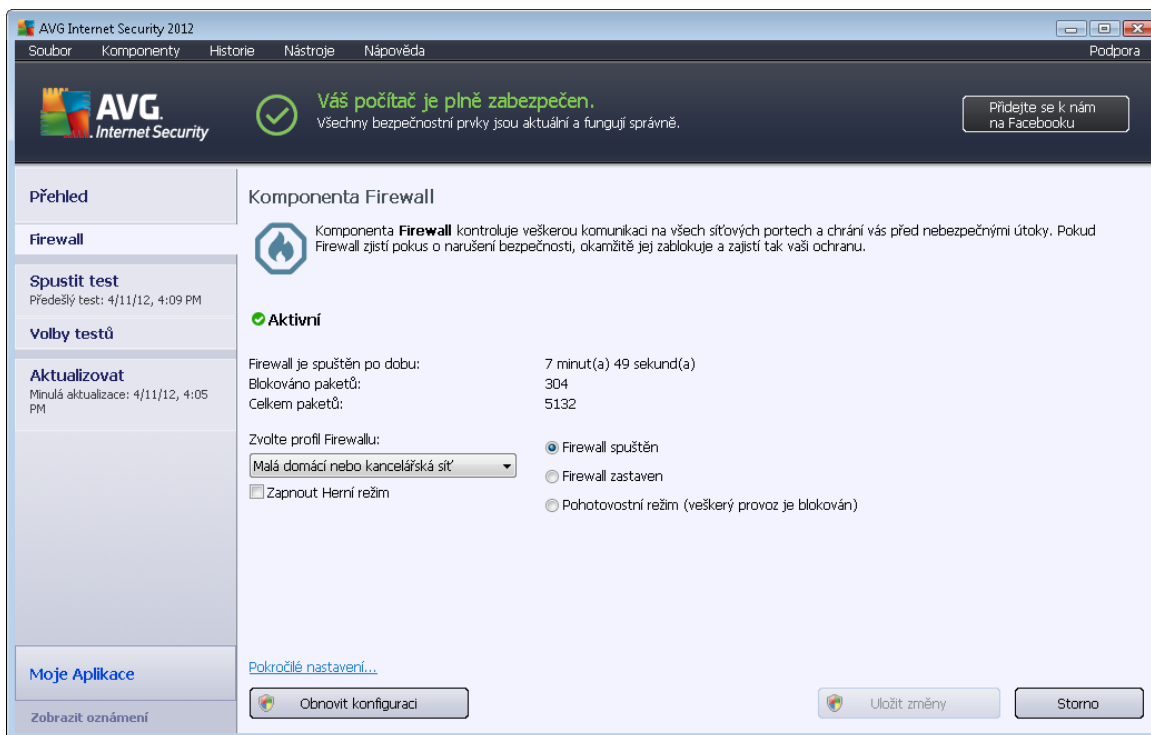 AVG Internet Security 2012
Soubor Komponenty Historie Nástroje Nápověda Podpora
AVG.
Internet Security
Váš počítač je plně zabezpečen.
Všechny bezpečnostní prvky jsou aktuální a fungují správně.
Přidejte se k nám
na Facebooku
Přehled
Firewall
Spustit test
Předešlý test: 4/11/12, 4:09 PM
Volby testů
Aktualizovat
Minulá aktualizace: 4/11/12, 4:05
PM
Moje Aplikace
Zobrazit oznámení
Komponenta Firewall
Komponenta Firewall kontroluje veškerou komunikaci na všech síťových portech a chrání vás před nebezpečnými útoky. Pokud
Firewall zjistí pokus o narušení bezpečnosti, okamžitě jej zablokuje a zajistí tak vaši ochranu.
Aktivní
Firewall je spuštěn po dobu: 7 minut(a) 49 sekund(a)
Blokováno paketů: 304
Celkem paketů: 5132
Zvolte profil Firewallu:
Malá domácí nebo kancelářská síť
Zapnout Herní režim
Firewall spuštěn
Firewall zastaven
Pohotovostní režim (veškerý provoz je blokován)
Pokročilé nastavení...
Obnovit konfiguraci Uložit změny Storno